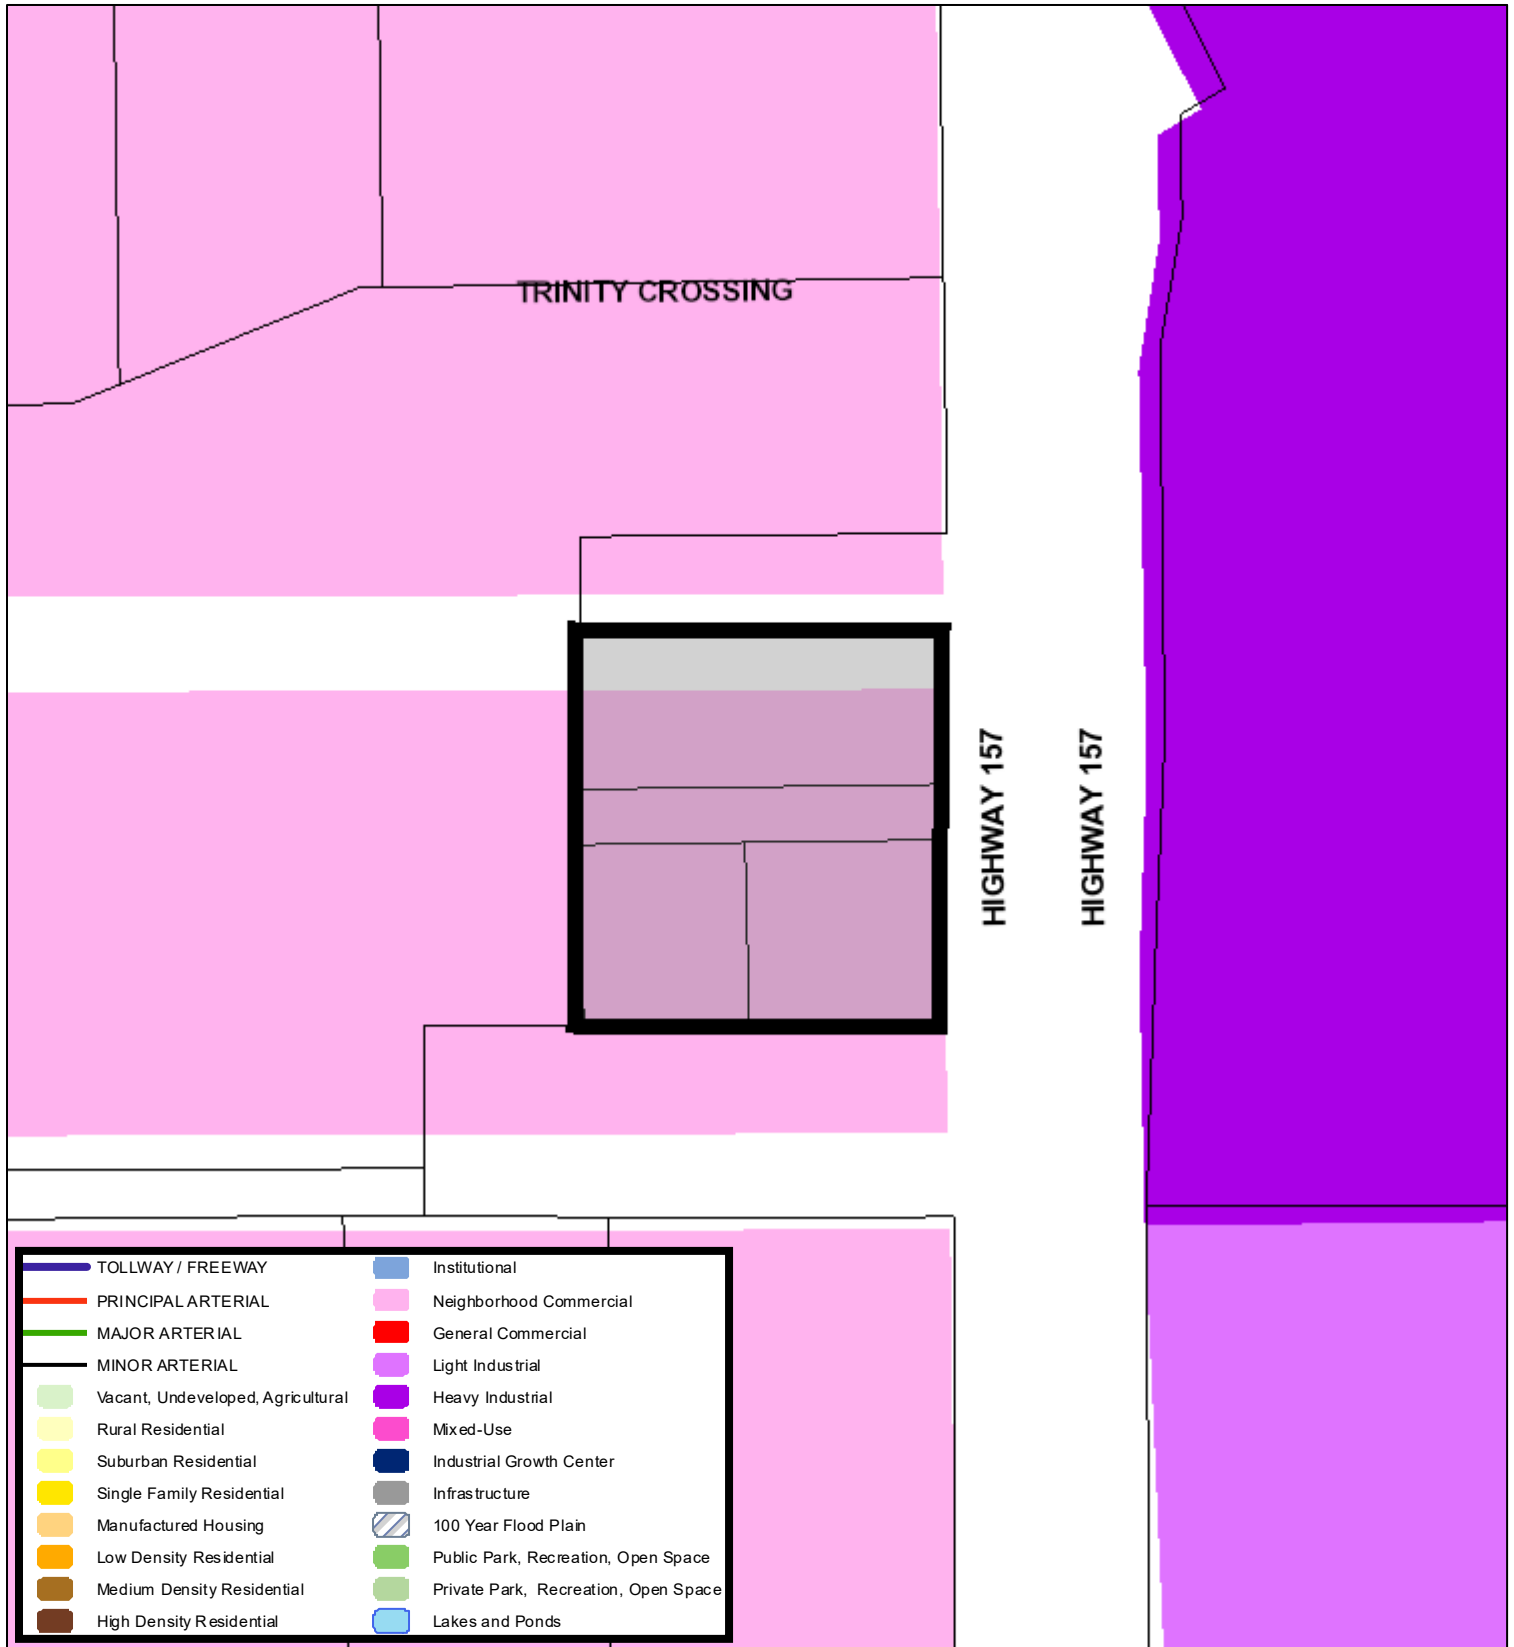 TRINITY CROSSING
HIGHWAY 157
HIGHWAY 157
TOLLWAY / FREEWAY
PRINCIPAL ARTERIAL
MAJOR ARTERIAL
MINOR ARTERIAL
Vacant, Undeveloped, Agricultural
Rural Residential
Suburban Residential
Single Family Residential
Manufactured Housing
Low Density Residential
Medium Density Residential
High Density Residential
Institutional
Neighborhood Commercial
General Commercial
Light Industrial
Heavy Industrial
Mixed-Use
Industrial Growth Center
Infrastructure
100 Year Flood Plain
Public Park, Recreation, Open Space
Private Park, Recreation, Open Space
Lakes and Ponds